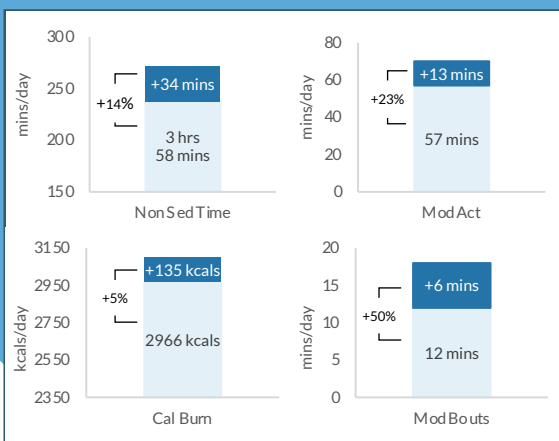 300
250
200
150
mins/day
+14%
+34 mins
3 hrs
58 mins
Non Sed Time
80
60
40
20
0
mins/day
+23%
+13 mins
57 mins
Mod Act
3150
2950
2750
2550
2350
kcals/day
+5%
+135 kcals
2966 kcals
Cal Burn
20
15
10
5
0
mins/day
+50%
+6 mins
12 mins
Mod Bouts